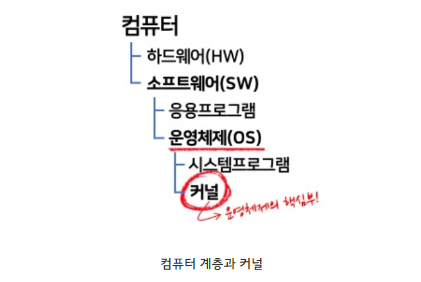 컴퓨터
하드웨어(HW)
소프트웨어(SW)
응용프로그램
운영체제(OS)
시스템프로그램
커널
운영체제의 핵심부!
컴퓨터 계층과 커널